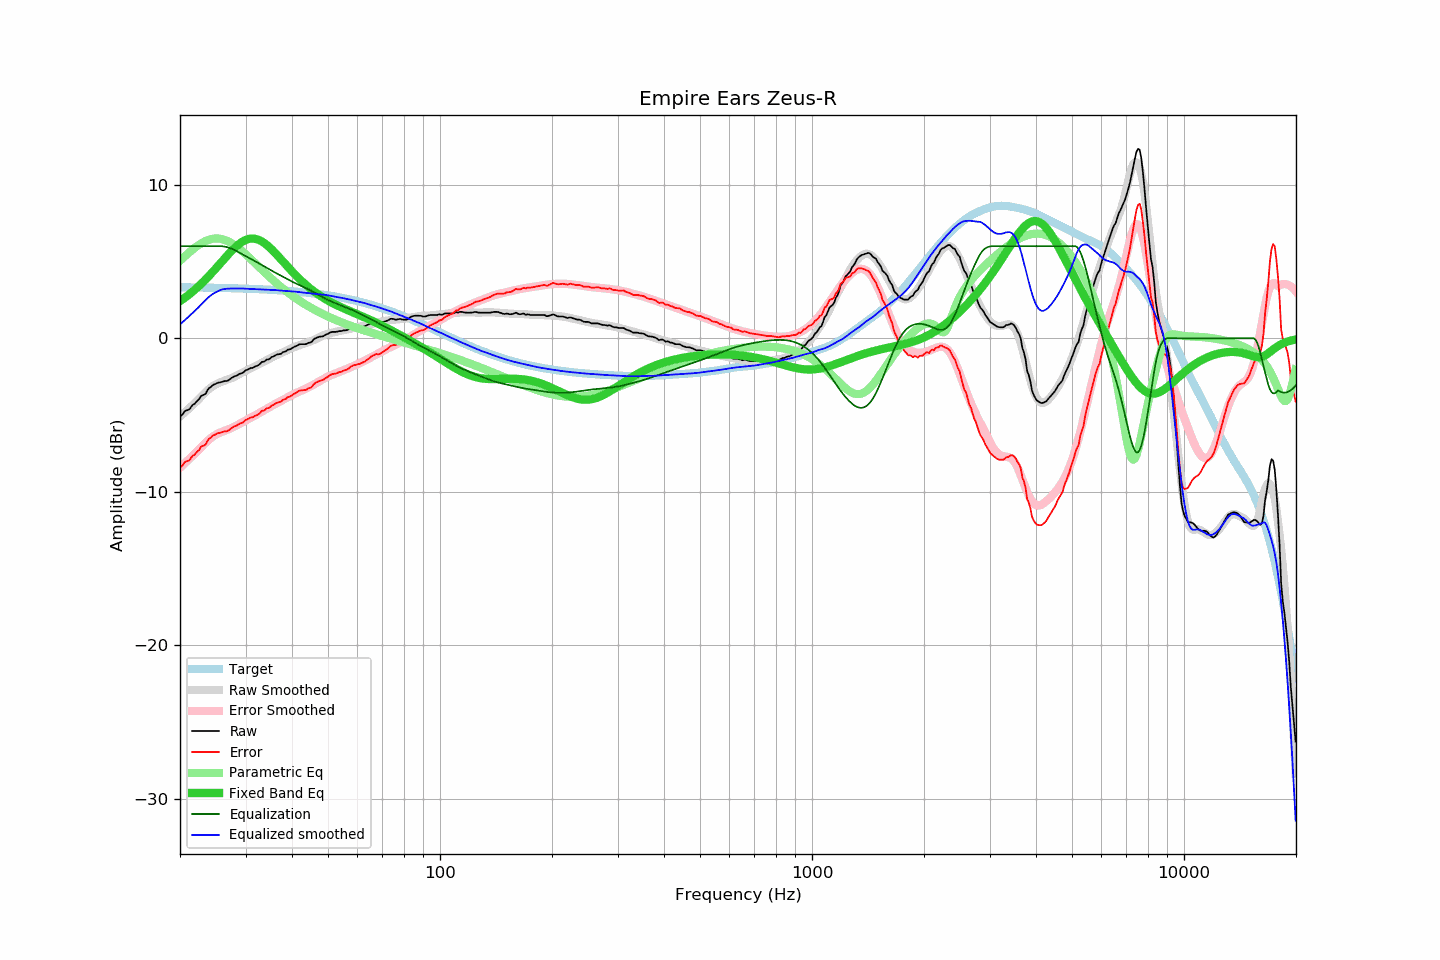 Empire Ears Zeus-R
10
0
−10
−20
−30
Amplitude (dBr)
Target
Raw Smoothed
Error Smoothed
Raw
Error
Parametric Eq
Fixed Band Eq
Equalization
Equalized smoothed
100
1000
10000
Frequency (Hz)